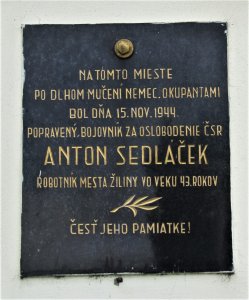 NA TOMTO MIESTE
PO DLHOM MUČENÍ NEMEC. OKUPANTAMI
BOL DŇA 15. NOV. 1944.
POPRAVENÝ, BOJOVNÍK ZA OSLOBODENIE ČSR
ANTON SEDLÁČEK
ROBOTNÍK MESTA ŽILINY VO VEKU 43. ROKOV
ČESŤ JEHO PAMIATKE!